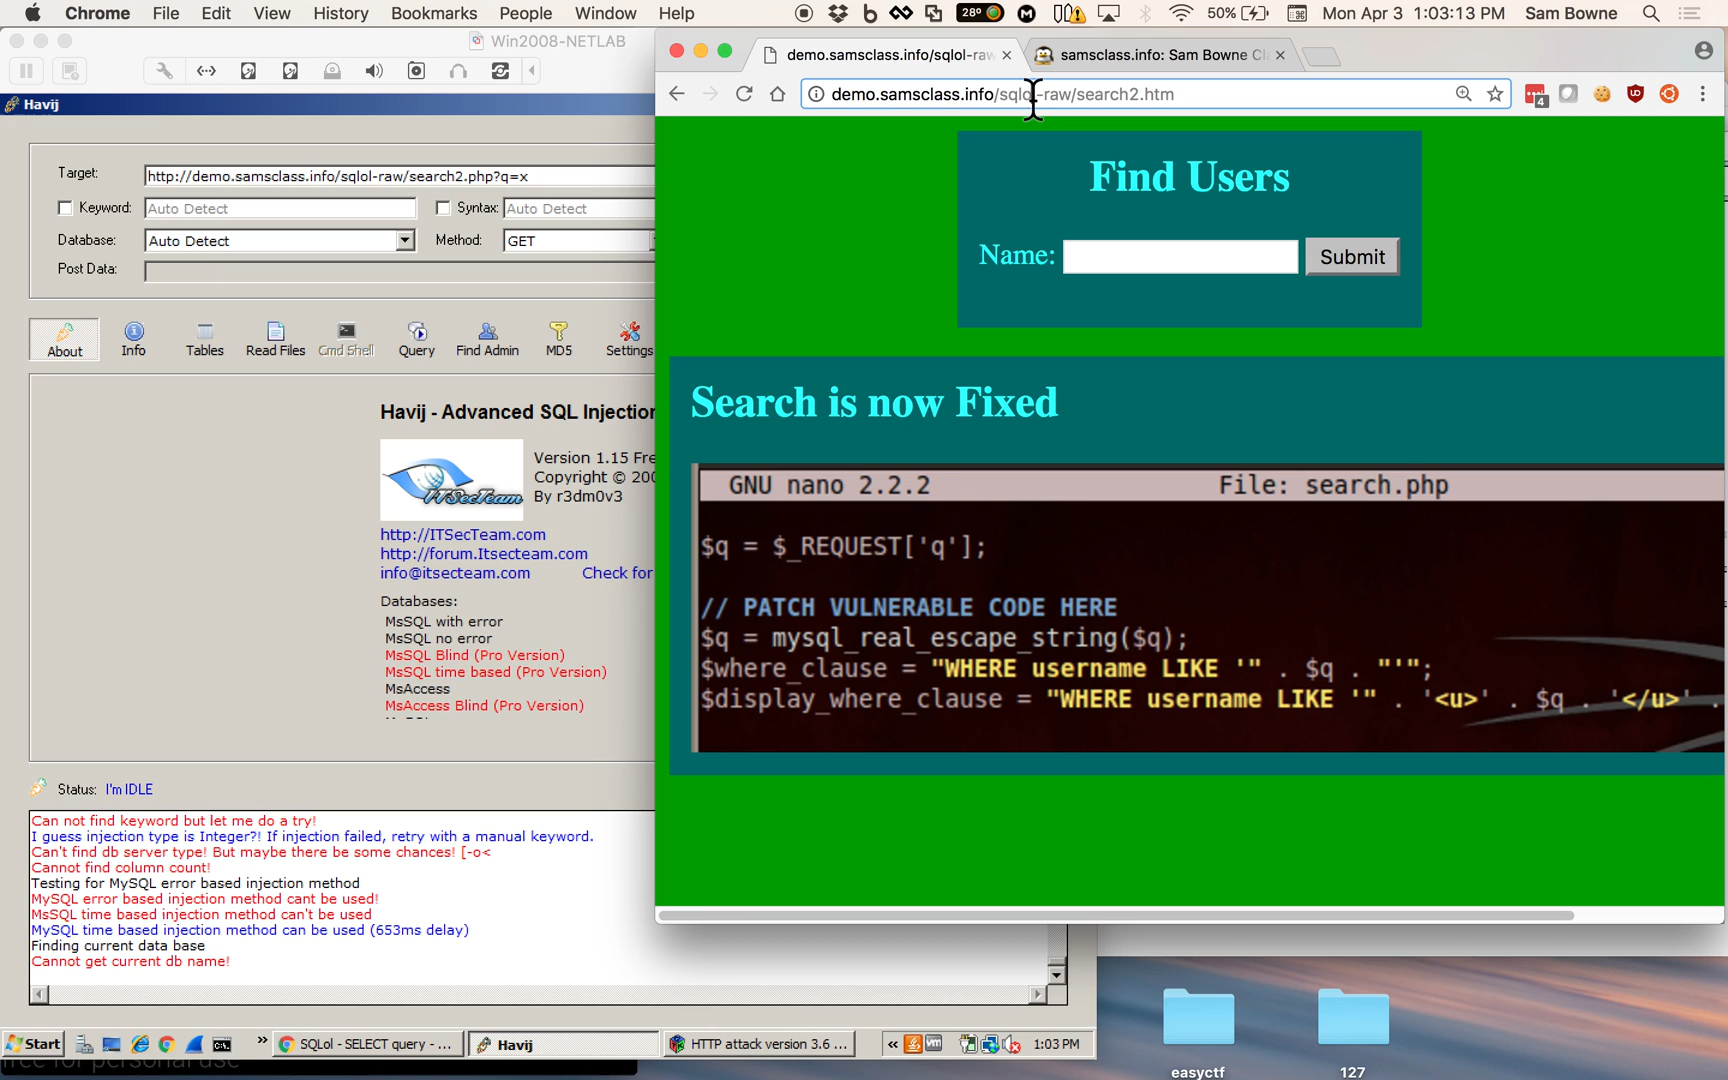 Chrome File Edit View History Bookmarks People Window Help 28° 50% Mon Apr 3 1:03:13 PM Sam Bowne
Win2008-NETLAB
demo.samsclass.info/sqlol-raw
samsclass.info: Sam Bowne Cl
demo.samsclass.info/sqlol-raw/search2.htm
4
Havij
Target: http://demo.samsclass.info/sqlol-raw/search2.php?q=x
Keyword: Auto Detect Syntax: Auto Detect
Database: Auto Detect Method: GET
Post Data:
About Info Tables Read Files Cmd Shell Query Find Admin MD5 Settings
Havij - Advanced SQL Injection
ITSecTeam
Version 1.15 Fre
Copyright © 200
By r3dm0v3
http://ITSecTeam.com
http://forum.Itsecteam.com
info@itsecteam.com Check for
Databases:
MsSQL with error
MsSQL no error
MsSQL Blind (Pro Version)
MsSQL time based (Pro Version)
MsAccess
MsAccess Blind (Pro Version)
Status: I'm IDLE
Can not find keyword but let me do a try!
I guess injection type is Integer?! If injection failed, retry with a manual keyword.
Can't find db server type! But maybe there be some chances! [-o<
Cannot find column count!
Testing for MySQL error based injection method
MySQL error based injection method cant be used!
MsSQL time based injection method can't be used
MySQL time based injection method can be used (653ms delay)
Finding current data base
Cannot get current db name!
Find Users
Name: Submit
Search is now Fixed
GNU nano 2.2.2 File: search.php
$q = $_REQUEST['q'];
// PATCH VULNERABLE CODE HERE
$q = mysql_real_escape_string($q);
$where_clause = "WHERE username LIKE '" . $q . "'";
$display_where_clause = "WHERE username LIKE '" . '<u>' . $q . '</u>' .
Start » SQLol - SELECT query - ... Havij HTTP attack version 3.6 ... « 1:03 PM
free for personal use
easyctf 127